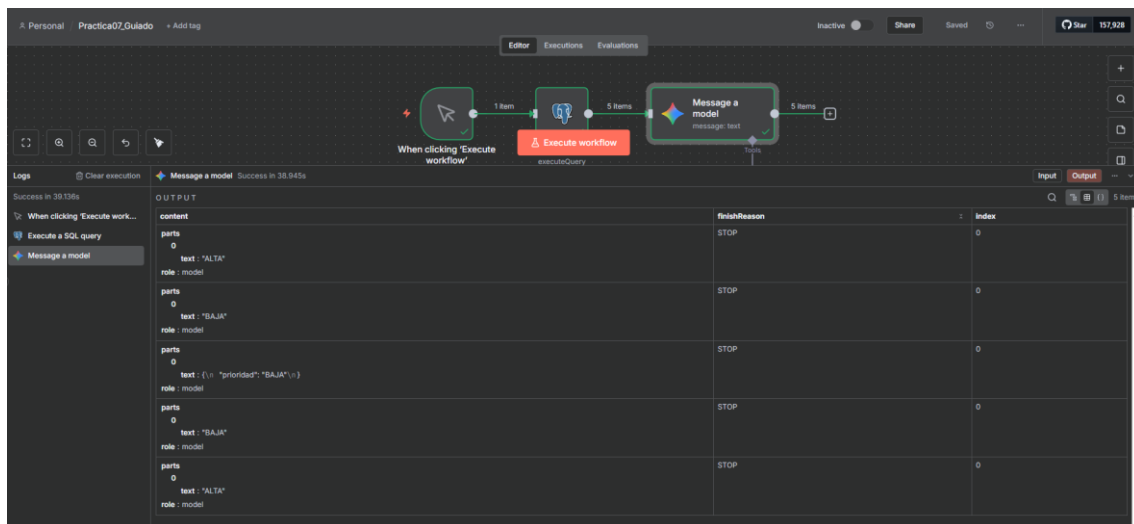 Personal Practica07_Guiado + Add tag
Inactive Share Saved ... Star 157,928
Editor Executions Evaluations
1 item 5 items Message a model message: text 5 items
When clicking 'Execute workflow'
Execute workflow
executeQuery
Tools
Logs Clear execution Message a model Success in 38.945s Input Output ...
Success in 39.136s OUTPUT 5 item
When clicking 'Execute work...
Execute a SQL query
Message a model
content finishReason index
parts STOP 0
0
text : "ALTA"
role : model
parts STOP 0
0
text : "BAJA"
role : model
parts STOP 0
0
text : {\n "prioridad": "BAJA"\n}
role : model
parts STOP 0
0
text : "BAJA"
role : model
parts STOP 0
0
text : "ALTA"
role : model